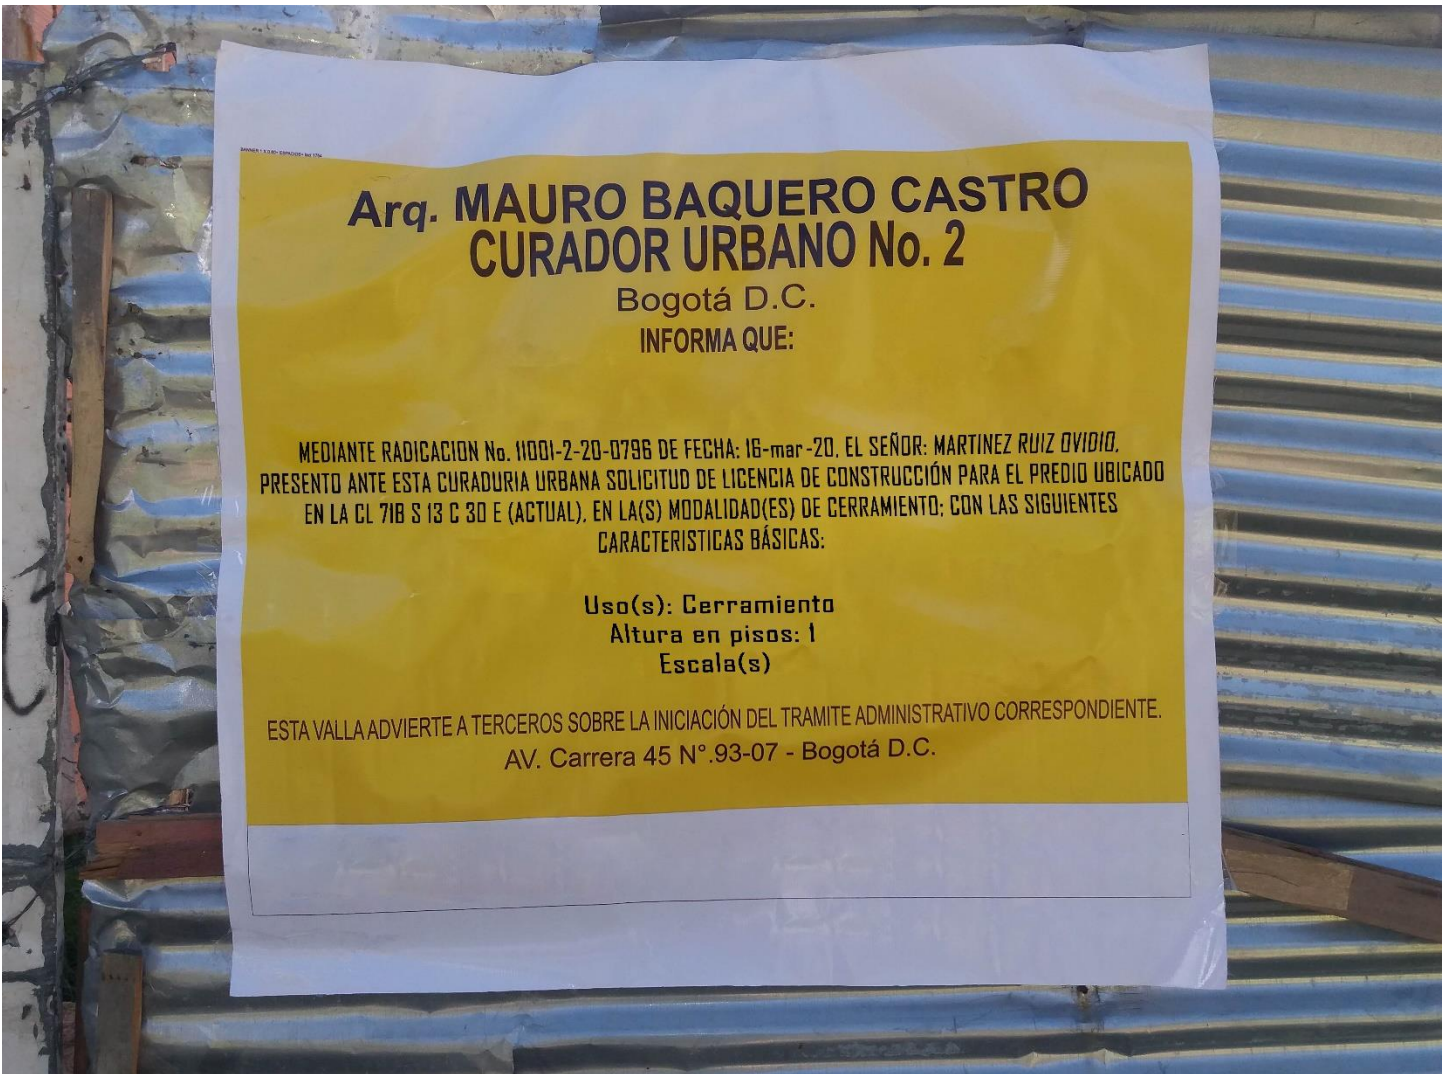 Arq. MAURO BAQUERO CASTRO
CURADOR URBANO No. 2
Bogotá D.C.
INFORMA QUE:
MEDIANTE RADICACION No. 11001-2-20-0796 DE FECHA: 16-mar-20, EL SEÑOR: MARTINEZ RUIZ OVIDIO,
PRESENTO ANTE ESTA CURADURIA URBANA SOLICITUD DE LICENCIA DE CONSTRUCCIÓN PARA EL PREDIO UBICADO
EN LA CL 71B S 13 C 30 E (ACTUAL), EN LA(S) MODALIDAD(ES) DE CERRAMIENTO; CON LAS SIGUIENTES
CARACTERISTICAS BÁSICAS:
Uso(s): Cerramiento
Altura en pisos: 1
Escala(s)
ESTA VALLA ADVIERTE A TERCEROS SOBRE LA INICIACIÓN DEL TRAMITE ADMINISTRATIVO CORRESPONDIENTE.
AV. Carrera 45 N°.93-07 - Bogotá D.C.